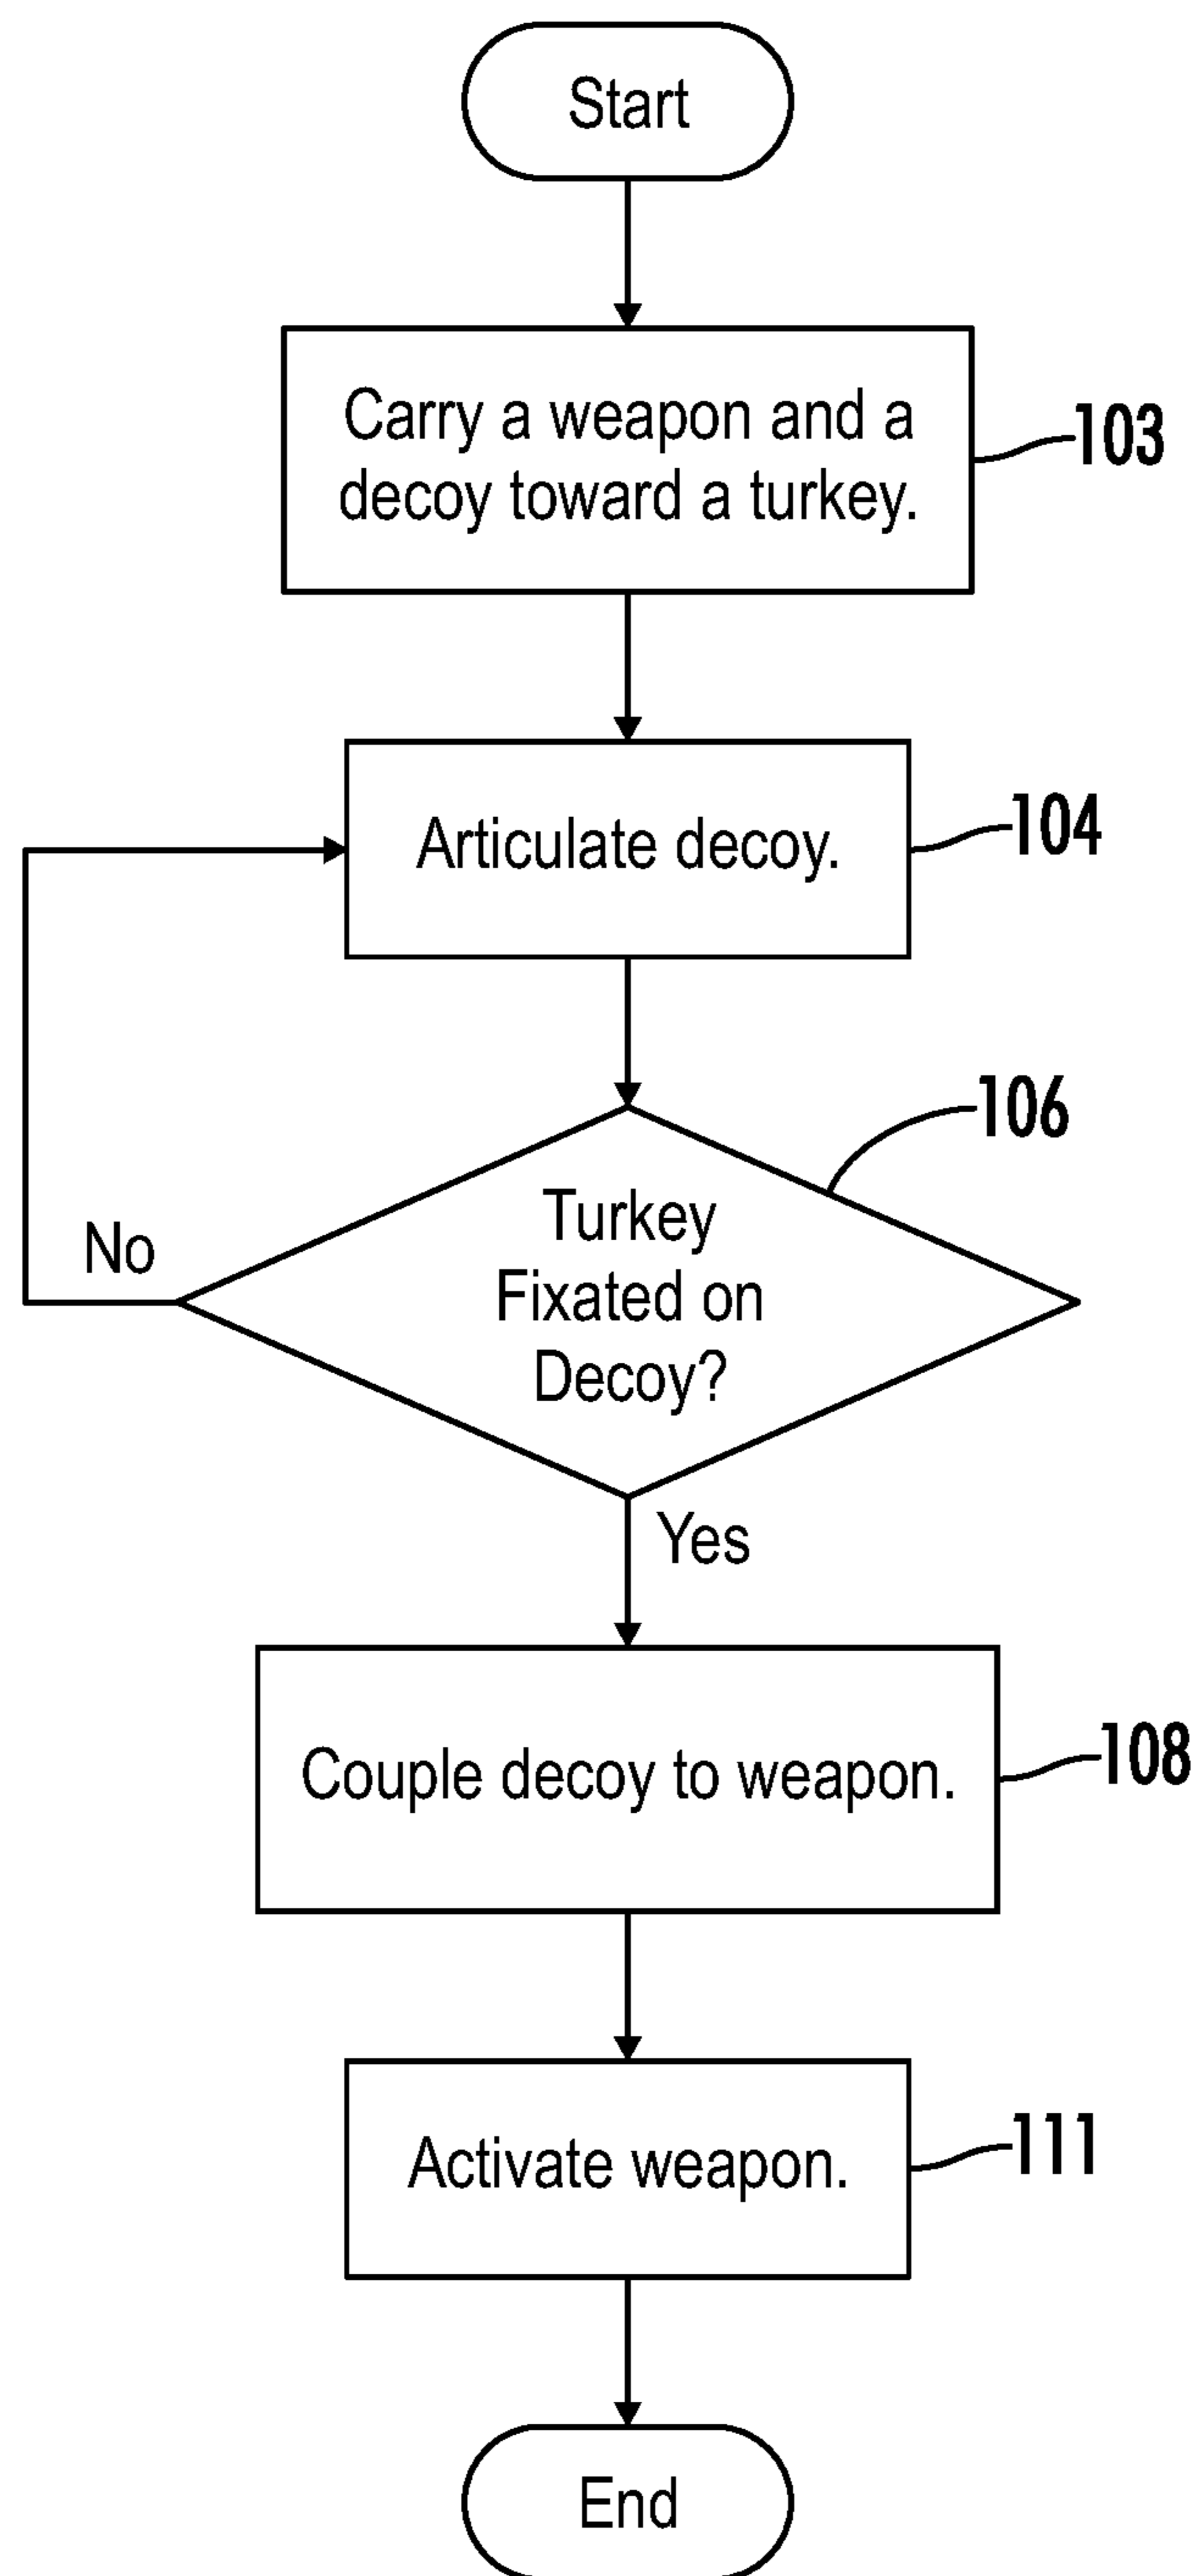 Start
Carry a weapon and a
decoy toward a turkey.
103
Articulate decoy.
104
106
Turkey
Fixated on
Decoy?
No
Yes
Couple decoy to weapon.
108
Activate weapon.
111
End